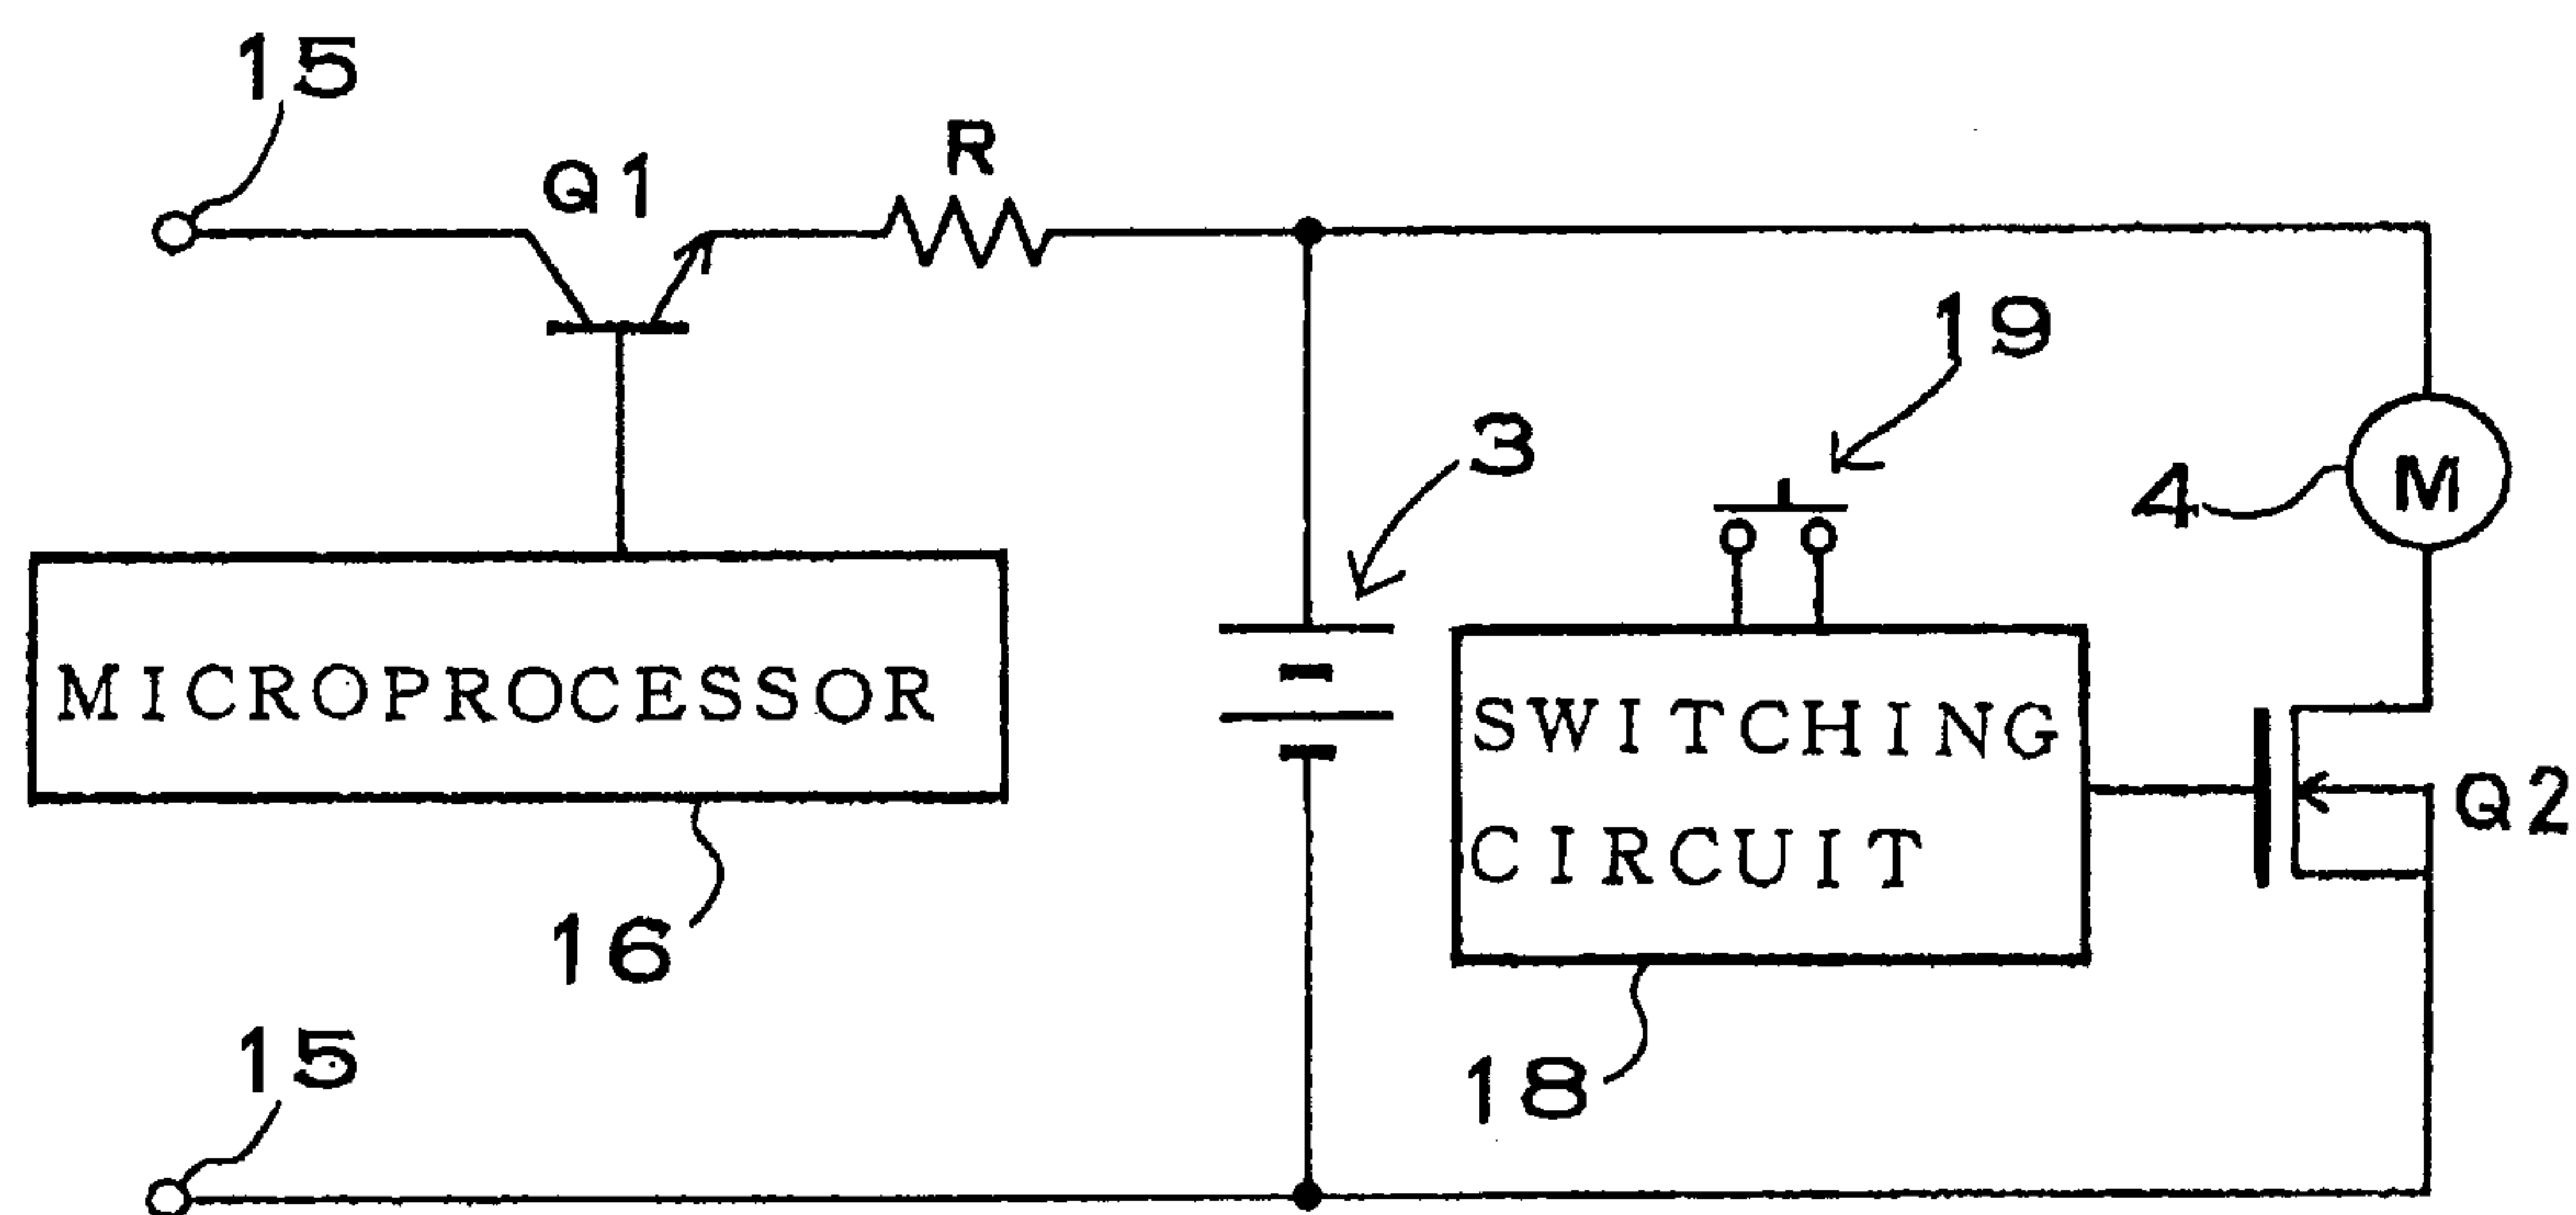 15
Q1
R
19
3
4
M
MICROPROCESSOR
SWITCHING
CIRCUIT
Q2
16
15
18